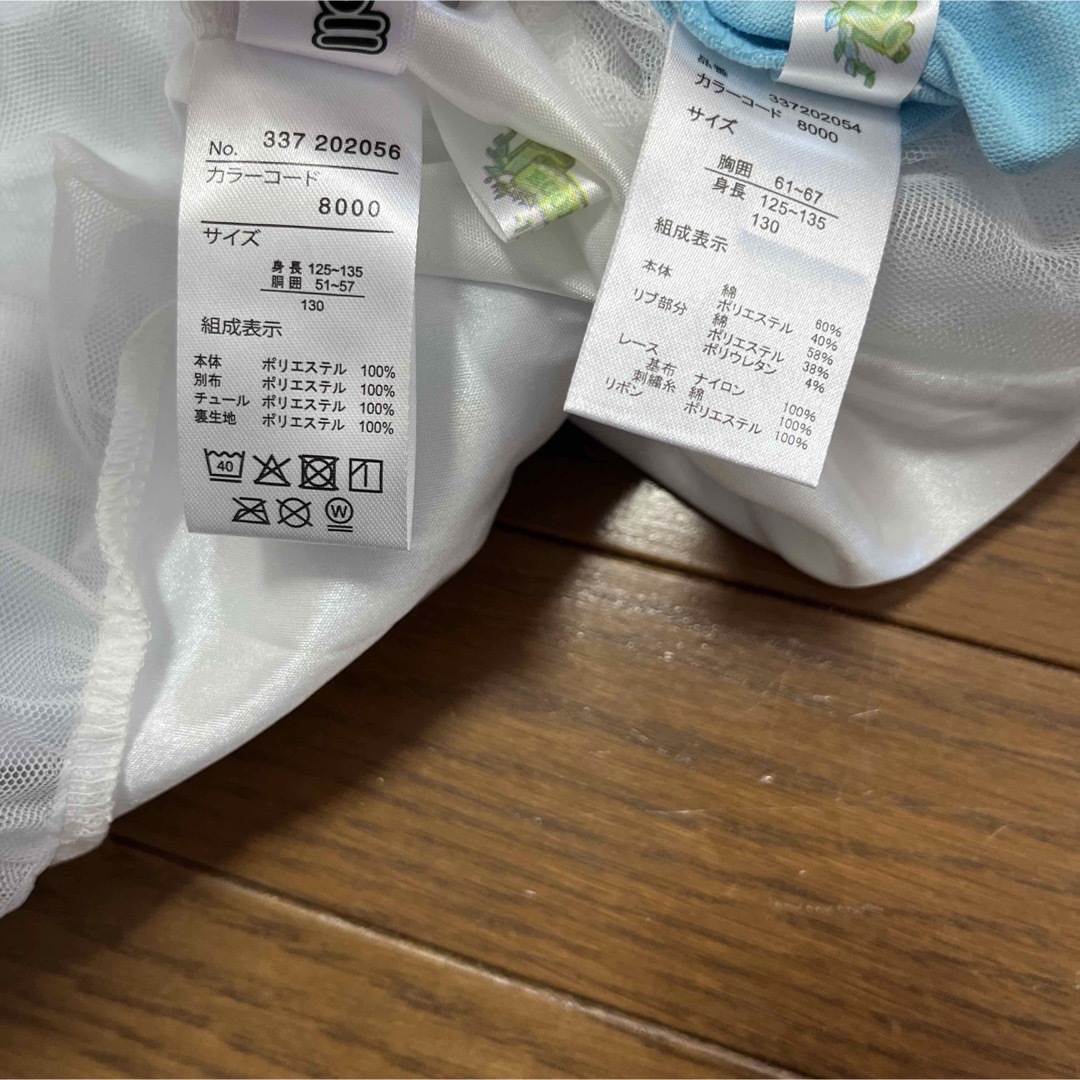 No. 337 202056
カラーコード
8000
サイズ
身長 125~135
胴囲 51~57
130
組成表示
本体 ポリエステル 100%
別布 ポリエステル 100%
チュール ポリエステル 100%
裏生地 ポリエステル 100%
40
W
品番 337202054
カラーコード 8000
サイズ
胸囲 61~67
身長 125~135
130
組成表示
本体 綿 60%
ポリエステル 40%
リブ部分 綿 58%
ポリエステル 38%
ポリウレタン 4%
レース
基布 ナイロン 100%
刺繍糸 綿 100%
リボン ポリエステル 100%